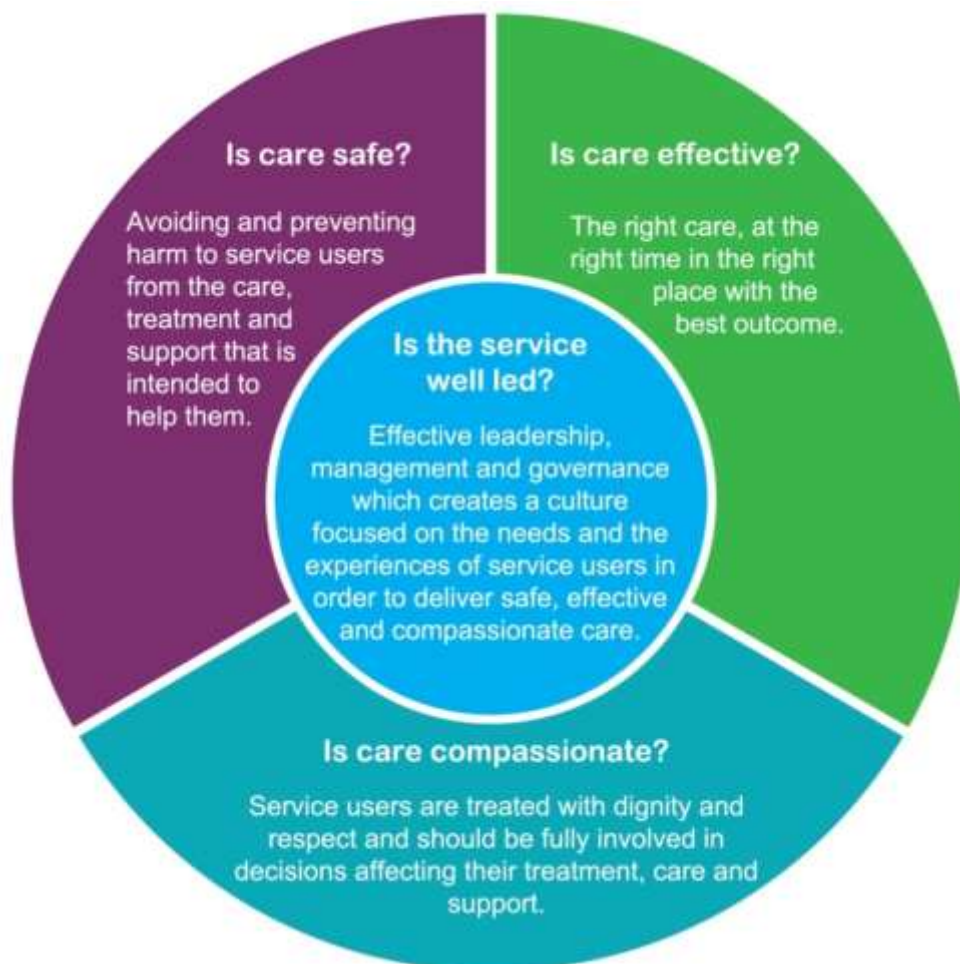 Is care safe?
Avoiding and preventing
harm to service users
from the care,
treatment and
support that is
intended to
help them.
Is care effective?
The right care, at the
right time in the right
place with the
best outcome.
Is the service
well led?
Effective leadership,
management and governance
which creates a culture
focused on the needs and the
experiences of service users in
order to deliver safe, effective
and compassionate care.
Is care compassionate?
Service users are treated with dignity and
respect and should be fully involved in
decisions affecting their treatment, care and
support.